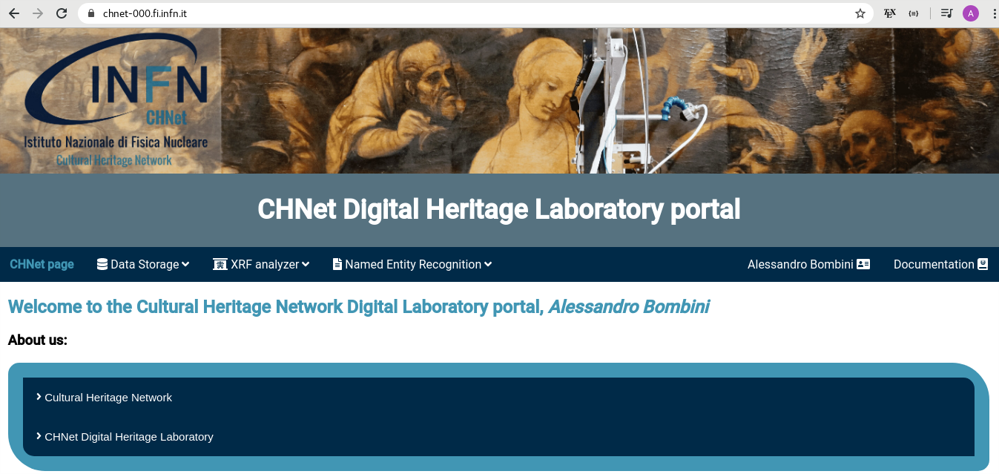 chnet-000.fi.infn.it
TEX
{≡}
A
INFN
CHNet
Istituto Nazionale di Fisica Nucleare
Cultural Heritage Network
CHNet Digital Heritage Laboratory portal
CHNet page Data Storage XRF analyzer Named Entity Recognition Alessandro Bombini Documentation
Welcome to the Cultural Heritage Network Digital Laboratory portal, Alessandro Bombini
About us:
Cultural Heritage Network
CHNet Digital Heritage Laboratory